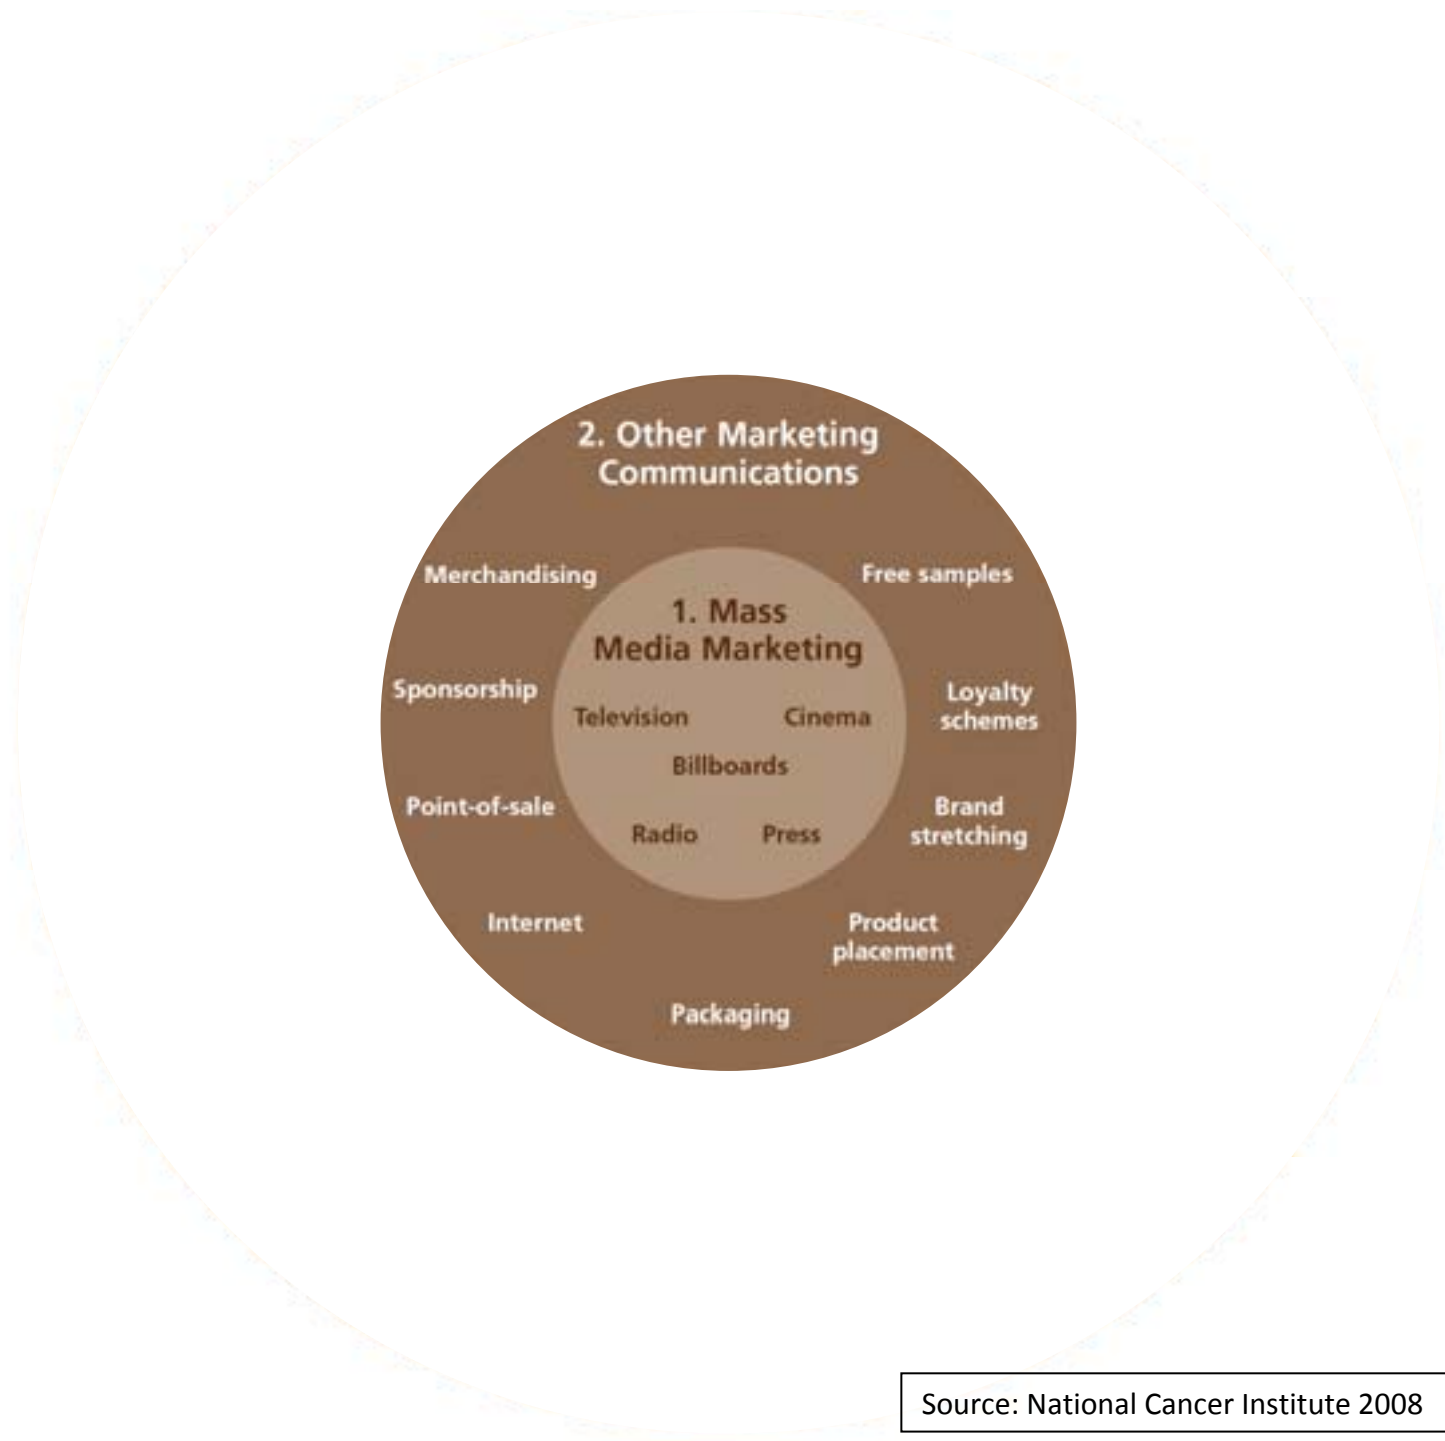 2. Other Marketing
Communications
Merchandising
Free samples
1. Mass
Media Marketing
Sponsorship
Loyalty
schemes
Television
Cinema
Billboards
Point-of-sale
Brand
stretching
Radio
Press
Internet
Product
placement
Packaging
Source: National Cancer Institute 2008